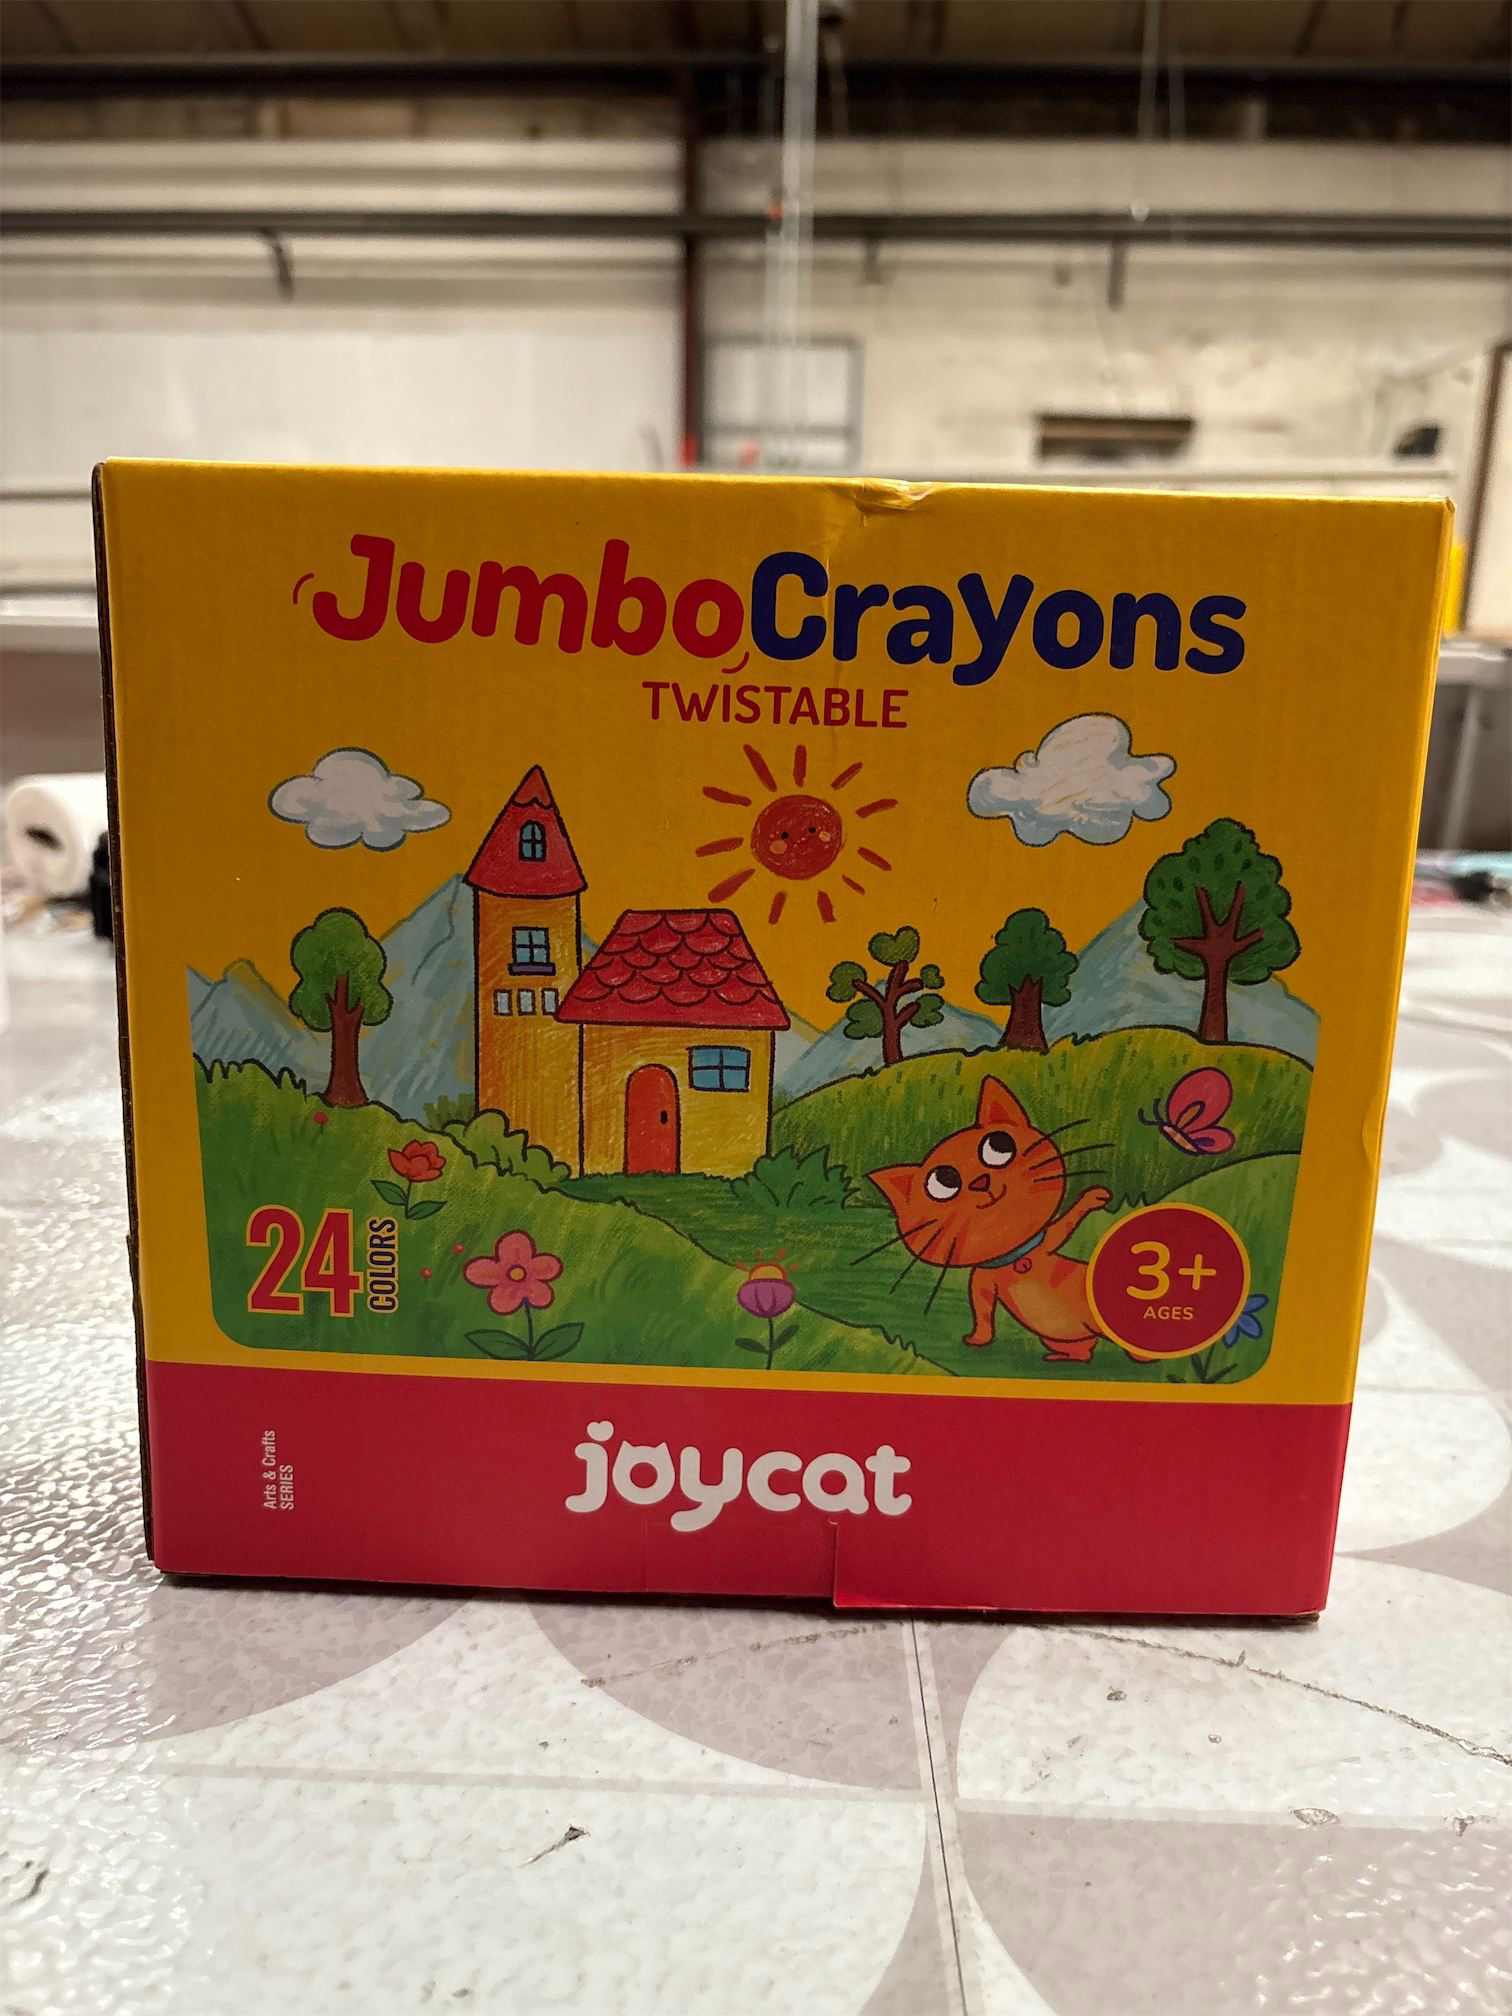 JumboCrayons
TWISTABLE
24
COLORS
3+
AGES
Arts & Crafts
SERIES
joycat